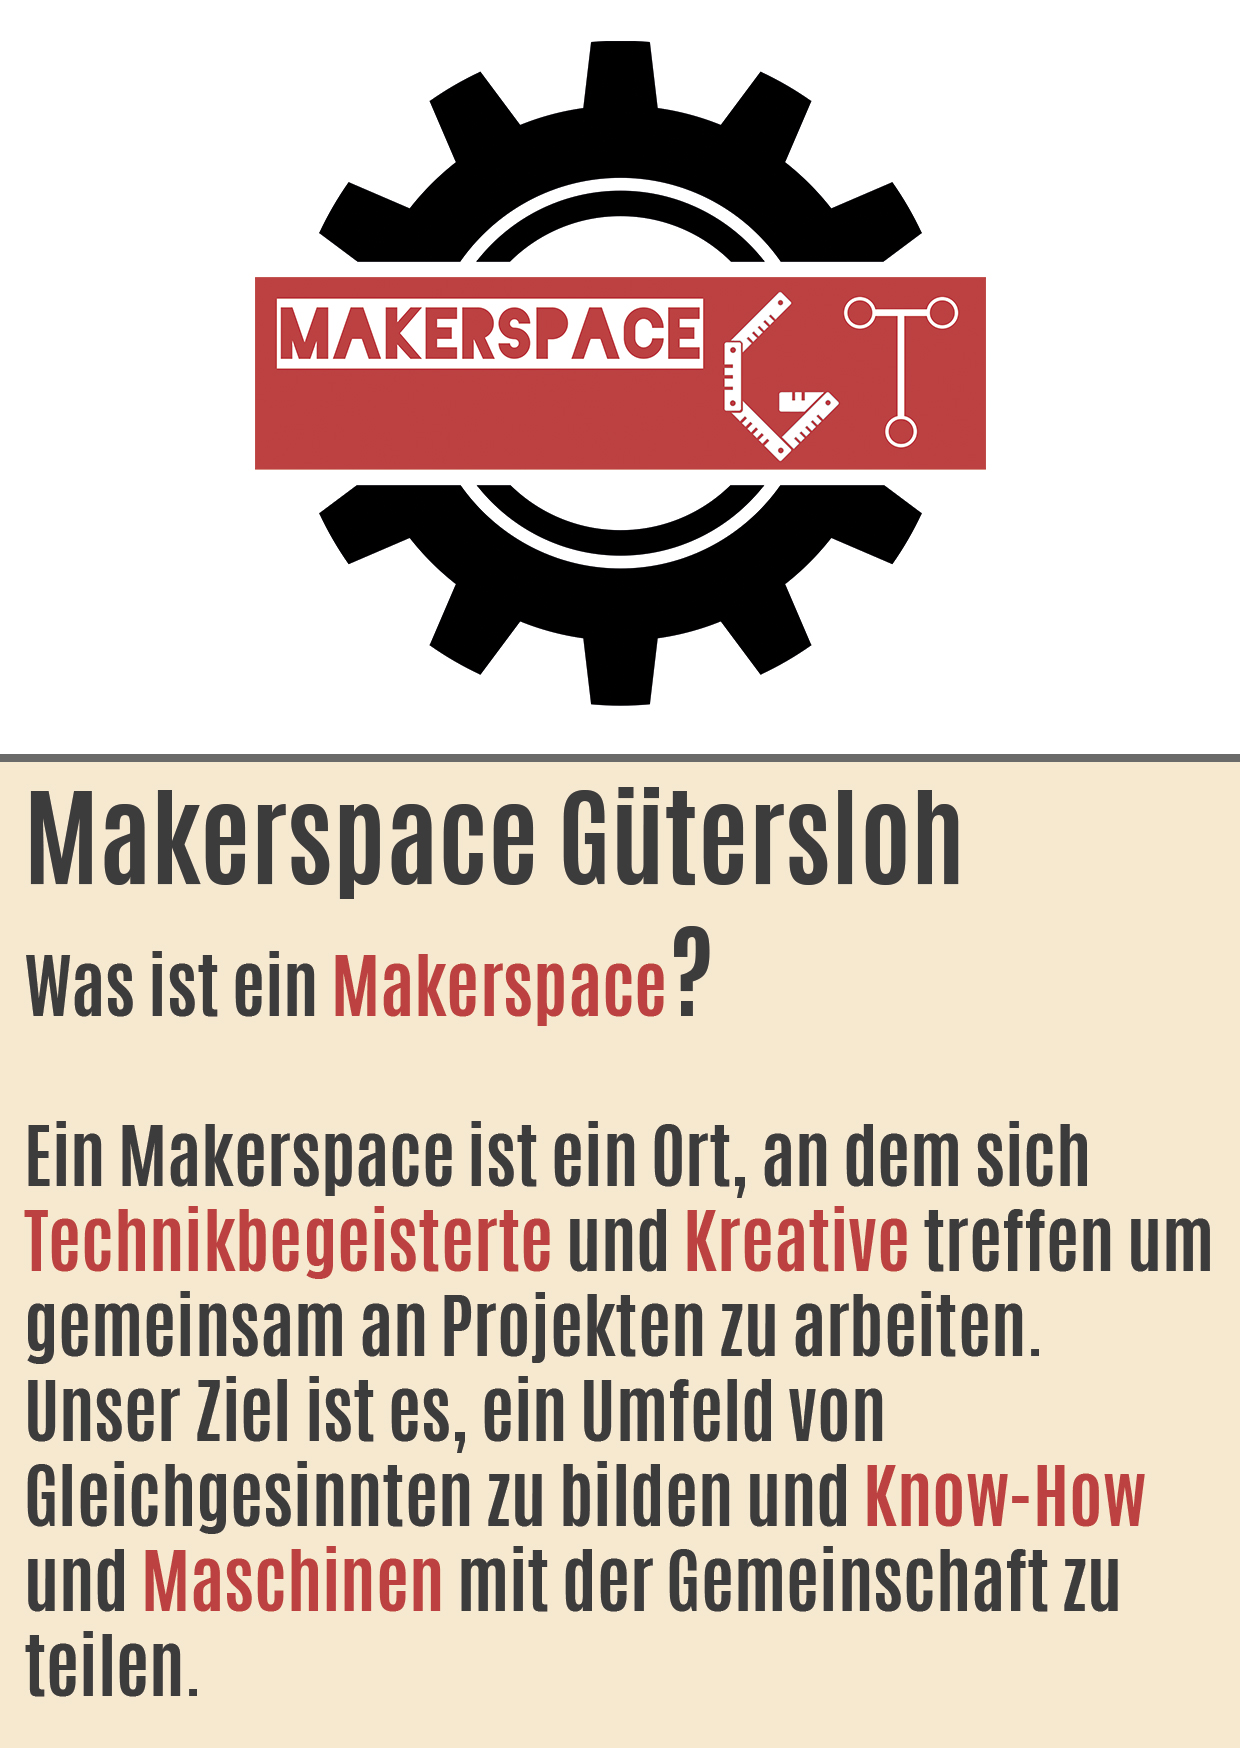 MAKERSPACE GT
Makerspace Gütersloh
Was ist ein Makerspace?
Ein Makerspace ist ein Ort, an dem sich
Technikbegeisterte und Kreative treffen um
gemeinsam an Projekten zu arbeiten.
Unser Ziel ist es, ein Umfeld von
Gleichgesinnten zu bilden und Know-How
und Maschinen mit der Gemeinschaft zu
teilen.